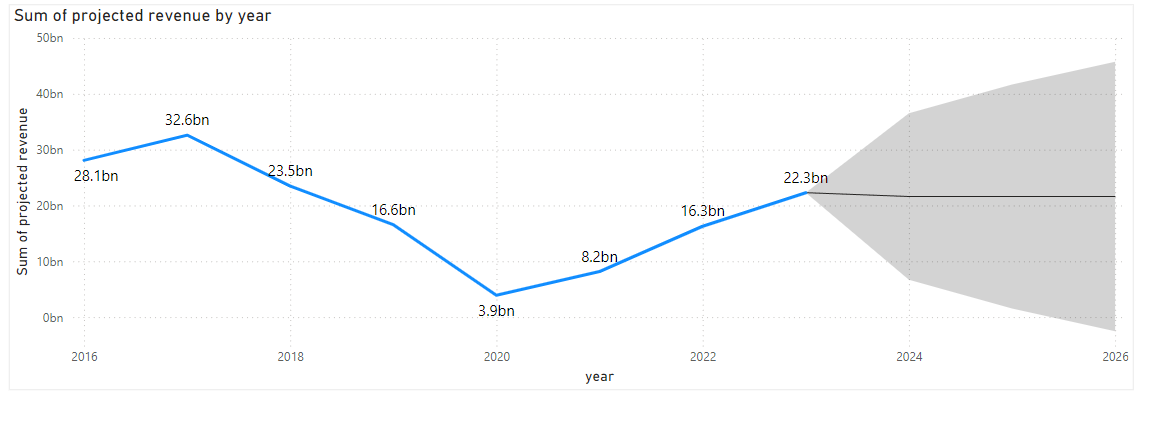 Sum of projected revenue by year
Sum of projected revenue
50bn
40bn
30bn
20bn
10bn
0bn
28.1bn
32.6bn
23.5bn
16.6bn
3.9bn
8.2bn
16.3bn
22.3bn
2016
2018
2020
2022
2024
2026
year